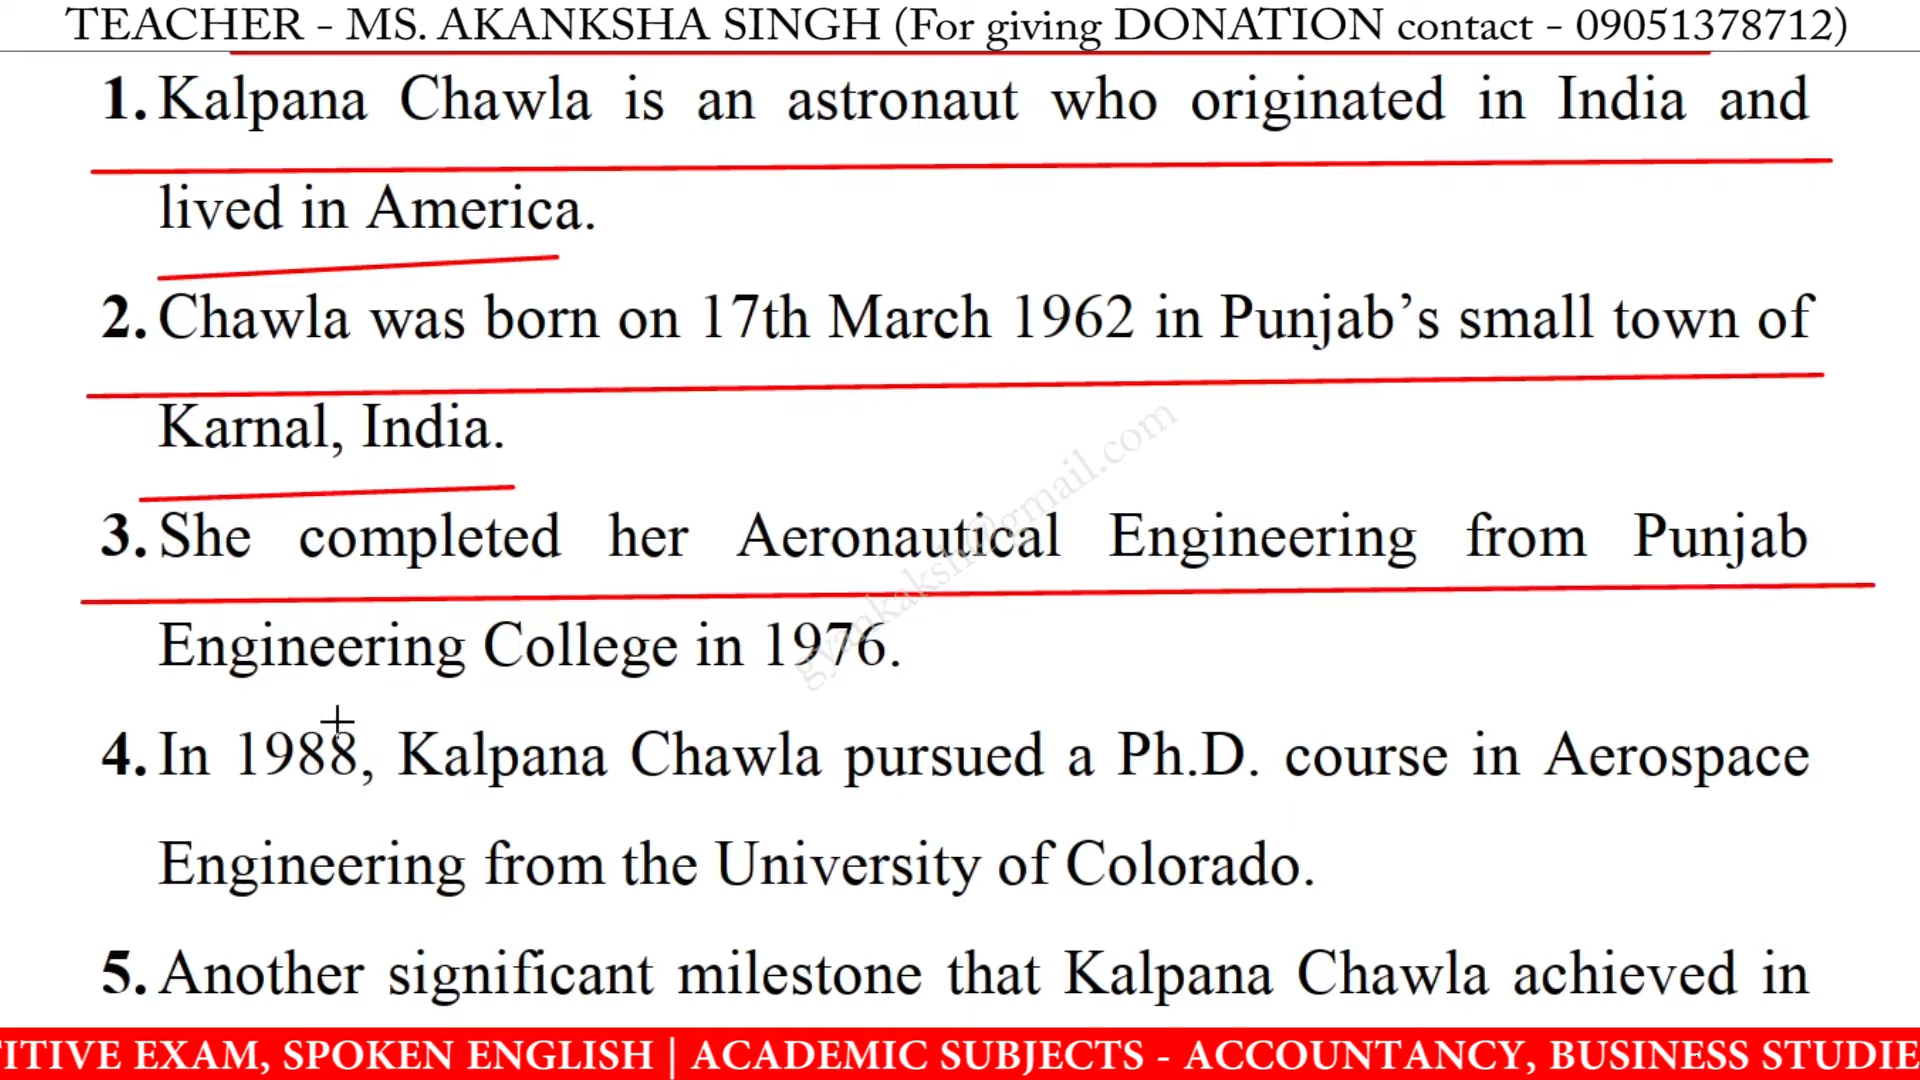 TEACHER - MS. AKANKSHA SINGH (For giving DONATION contact - 09051378712)
1. Kalpana Chawla is an astronaut who originated in India and
lived in America.
2. Chawla was born on 17th March 1962 in Punjab’s small town of
Karnal, India.
3. She completed her Aeronautical Engineering from Punjab
Engineering College in 1976.
4. In 1988, Kalpana Chawla pursued a Ph.D. course in Aerospace
Engineering from the University of Colorado.
5. Another significant milestone that Kalpana Chawla achieved in
gyankaksh@gmail.com
TITIVE EXAM, SPOKEN ENGLISH | ACADEMIC SUBJECTS - ACCOUNTANCY, BUSINESS STUDIE